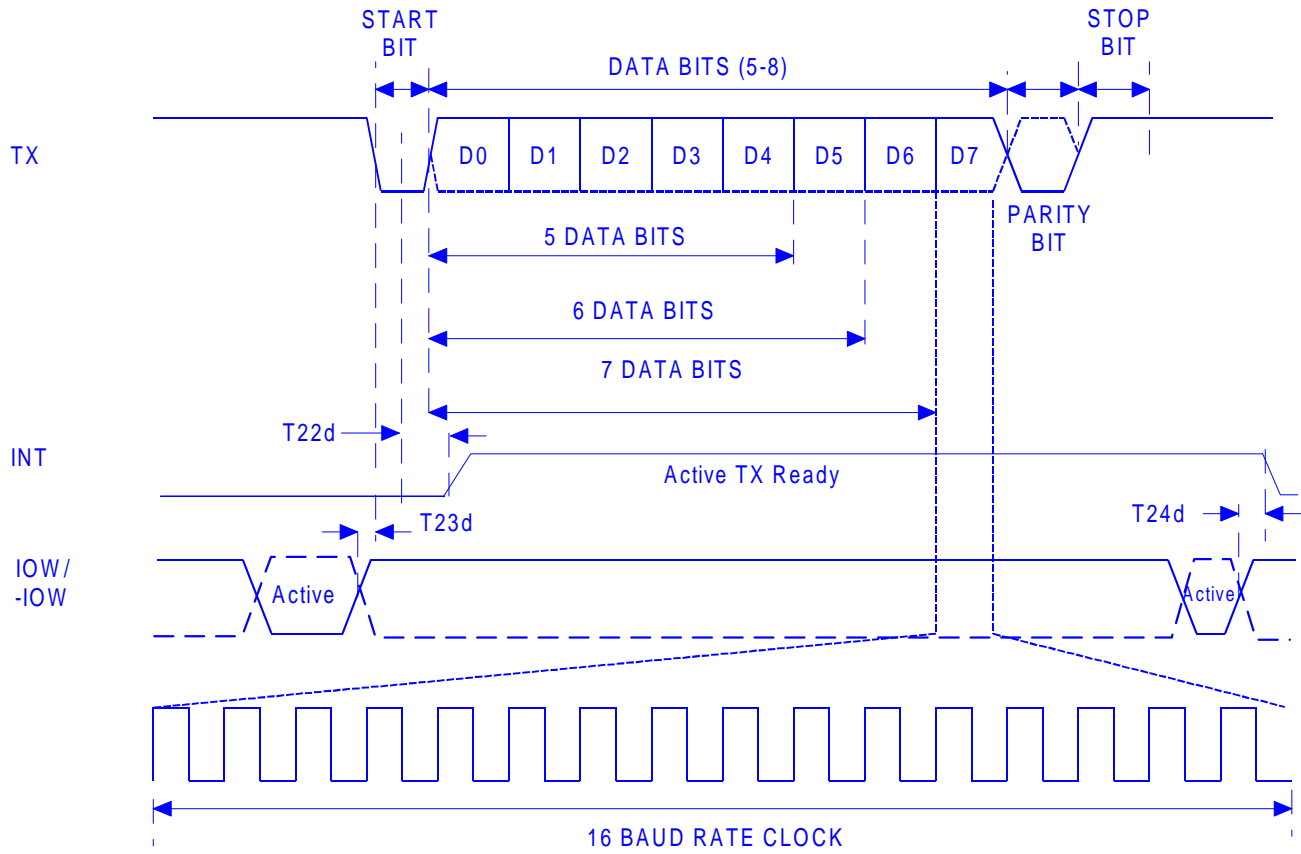 START
BIT
STOP
BIT
DATA BITS (5-8)
TX
D0 D1 D2 D3 D4 D5 D6 D7
PARITY
BIT
5 DATA BITS
6 DATA BITS
7 DATA BITS
T22d
INT
Active TX Ready
T23d
T24d
IOW/
-IOW
Active
Active
16 BAUD RATE CLOCK